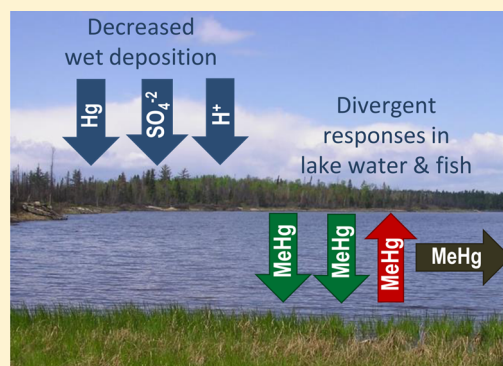 Decreased
wet deposition
Hg
SO₄⁻²
H⁺
Divergent
responses in
lake water & fish
MeHg
MeHg
MeHg
MeHg